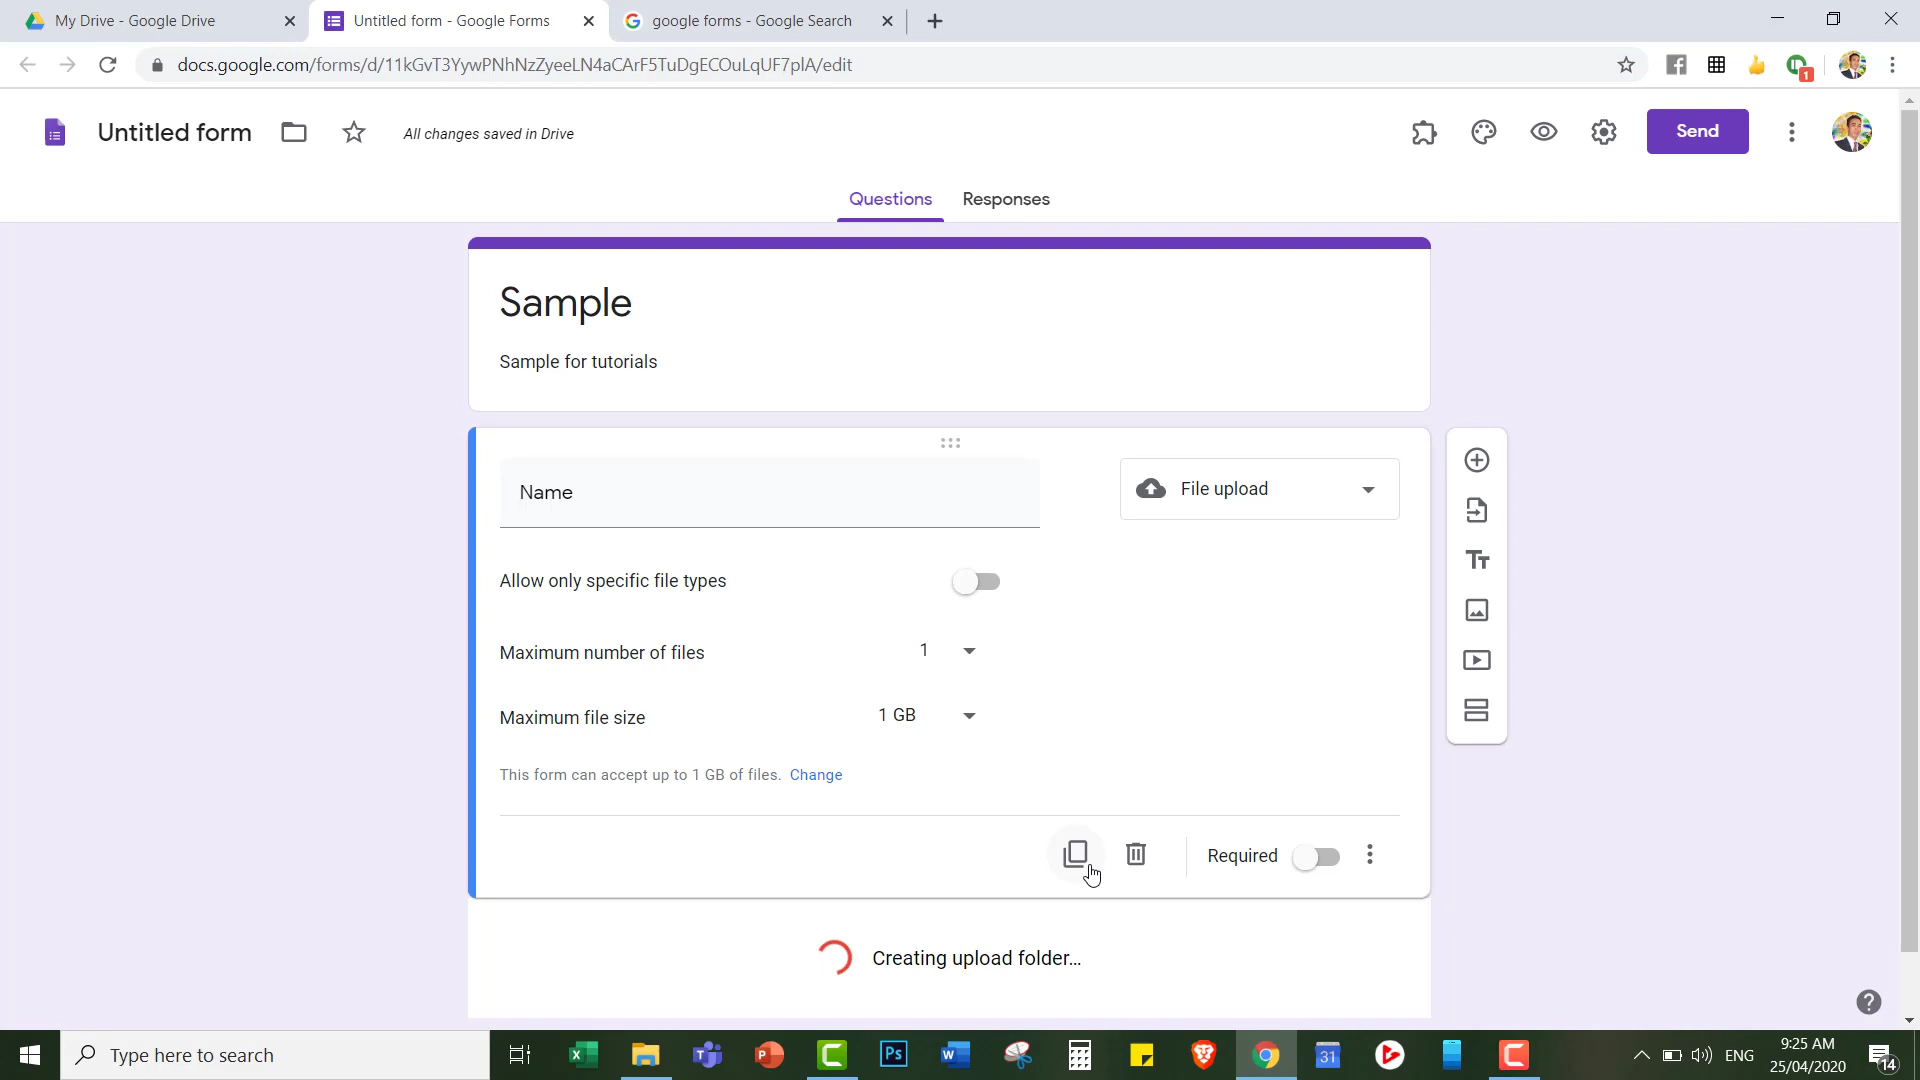 My Drive - Google Drive
Untitled form - Google Forms
google forms - Google Search
docs.google.com/forms/d/11kGvT3YywPNhNzZyeeLN4aCArF5TuDgECOuLqUF7plA/edit
1
Untitled form
All changes saved in Drive
Send
Questions
Responses
Sample
Sample for tutorials
Name
File upload
Allow only specific file types
Maximum number of files
1
Maximum file size
1 GB
This form can accept up to 1 GB of files. Change
Required
Tt
Creating upload folder...
Type here to search
31
ENG
9:25 AM
25/04/2020
14